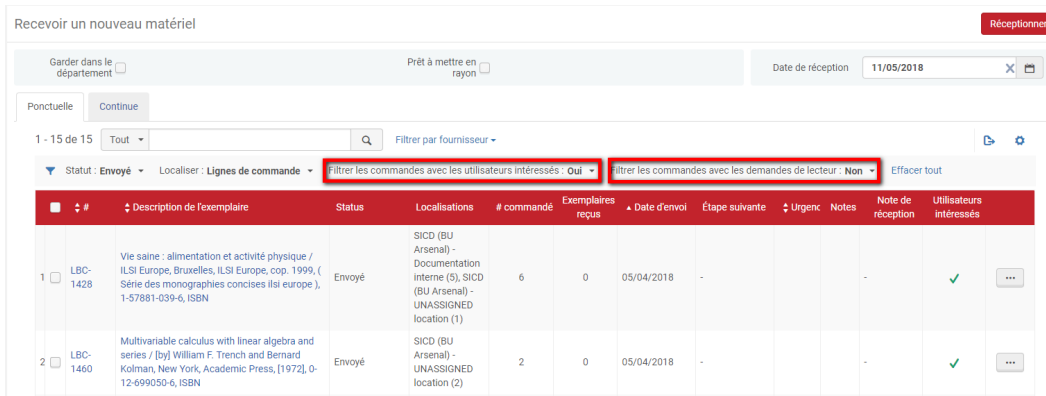 Recevoir un nouveau matériel
Réceptionner
Garder dans le
département
Prêt à mettre en
rayon
Date de réception
11/05/2018
Ponctuelle
Continue
1 - 15 de 15
Tout
Filtrer par fournisseur
Statut : Envoyé
Localiser : Lignes de commande
Filtrer les commandes avec les utilisateurs intéressés : Oui
Filtrer les commandes avec les demandes de lecteur : Non
Effacer tout
#
Description de l'exemplaire
Status
Localisations
# commandé
Exemplaires
reçus
Date d'envoi
Étape suivante
Urgenc
Notes
Note de
réception
Utilisateurs
intéressés
1
LBC-
1428
Vie saine : alimentation et activité physique /
ILSI Europe, Bruxelles, ILSI Europe, cop. 1999, (
Série des monographies concises ilsi europe ),
1-57881-039-6, ISBN
Envoyé
SICD (BU
Arsenal) -
Documentation
interne (5), SICD
(BU Arsenal) -
UNASSIGNED
location (1)
6
0
05/04/2018
-
-
2
LBC-
1460
Multivariable calculus with linear algebra and
series / [by] William F. Trench and Bernard
Kolman, New York, Academic Press, [1972], 0-
12-699050-6, ISBN
Envoyé
SICD (BU
Arsenal) -
UNASSIGNED
location (2)
2
0
05/04/2018
-
-